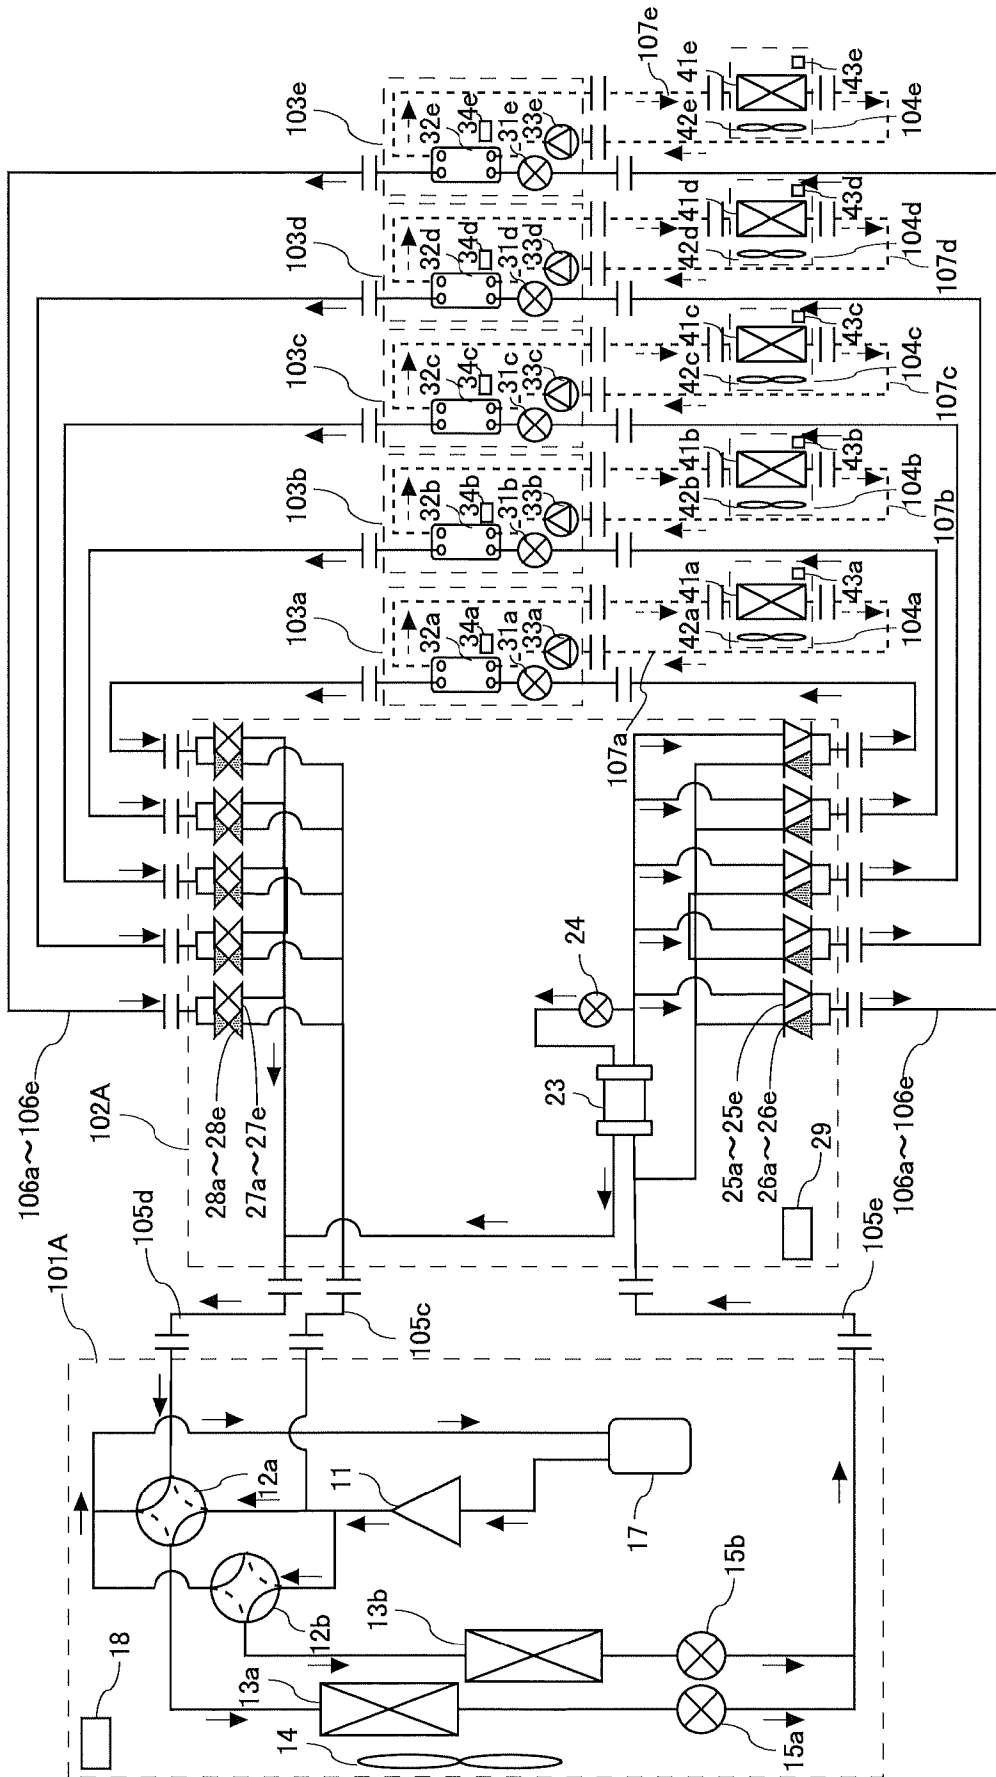 103e
32e
34e
31e
33e
107e
41e
42e
43e
104e
103d
32d
34d
31d
33d
41d
42d
43d
104d
107d
103c
32c
34c
31c
33c
41c
42c
43c
104c
107c
103b
32b
34b
31b
33b
41b
42b
43b
104b
107b
103a
32a
34a
31a
33a
107a
41a
42a
43a
104a
24
23
106a～106e
102A
28a～28e
27a～27e
25a～25e
26a～26e
29
106a～106e
101A
105d
105c
105e
12a
11
17
12b
13b
15b
18
13a
14
15a